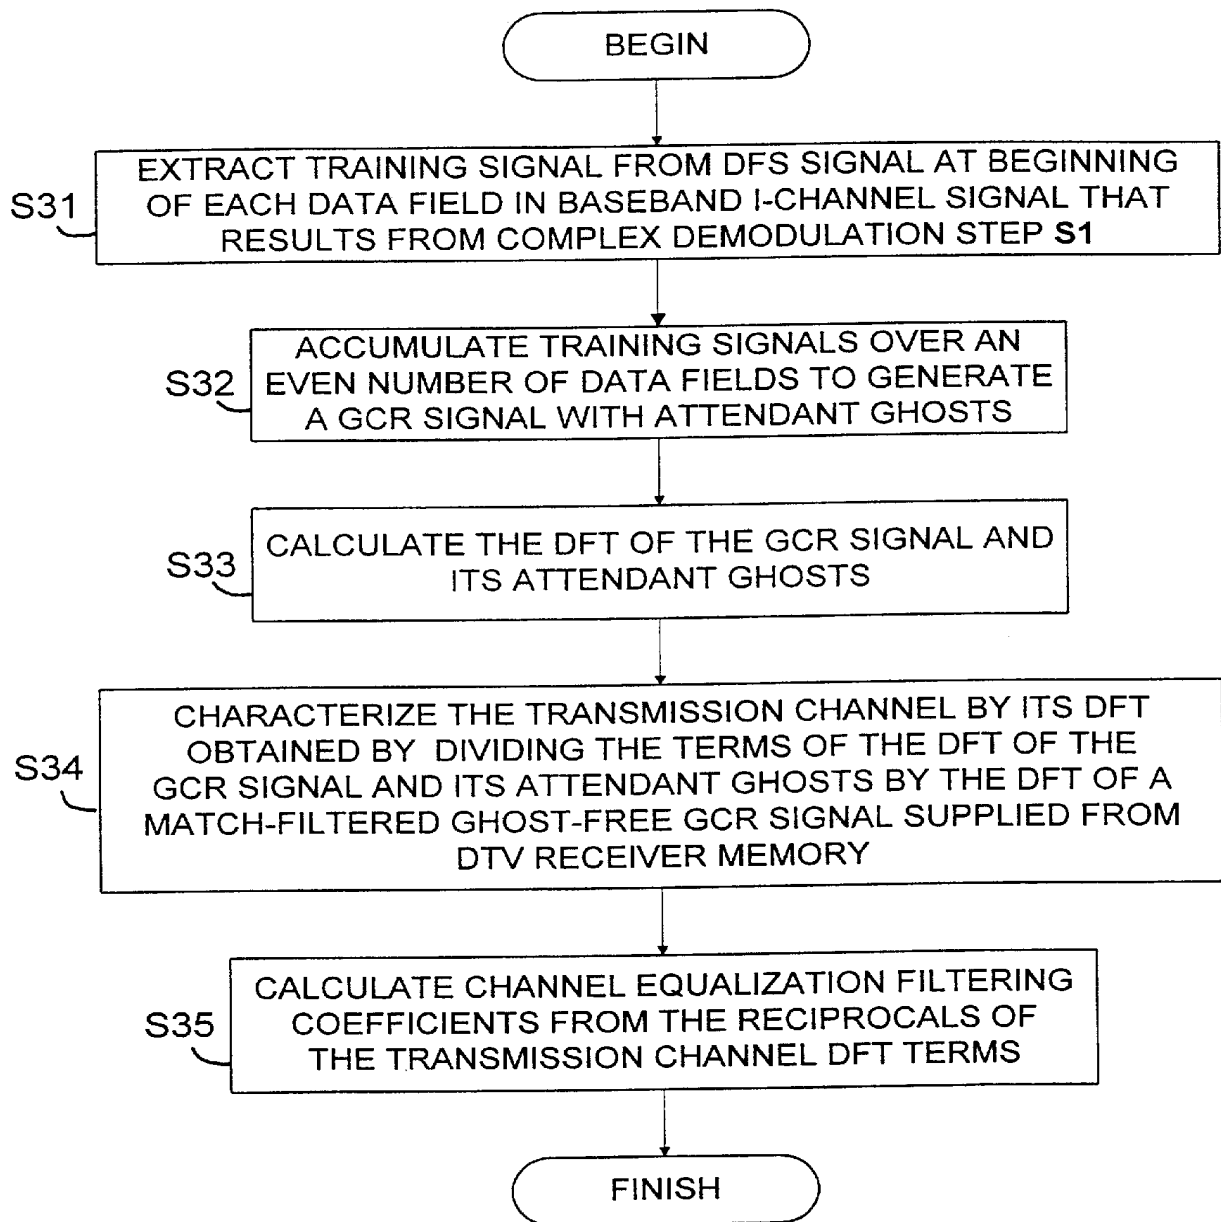 BEGIN
S31
EXTRACT TRAINING SIGNAL FROM DFS SIGNAL AT BEGINNING
OF EACH DATA FIELD IN BASEBAND I-CHANNEL SIGNAL THAT
RESULTS FROM COMPLEX DEMODULATION STEP S1
S32
ACCUMULATE TRAINING SIGNALS OVER AN
EVEN NUMBER OF DATA FIELDS TO GENERATE
A GCR SIGNAL WITH ATTENDANT GHOSTS
S33
CALCULATE THE DFT OF THE GCR SIGNAL AND
ITS ATTENDANT GHOSTS
S34
CHARACTERIZE THE TRANSMISSION CHANNEL BY ITS DFT
OBTAINED BY DIVIDING THE TERMS OF THE DFT OF THE
GCR SIGNAL AND ITS ATTENDANT GHOSTS BY THE DFT OF A
MATCH-FILTERED GHOST-FREE GCR SIGNAL SUPPLIED FROM
DTV RECEIVER MEMORY
S35
CALCULATE CHANNEL EQUALIZATION FILTERING
COEFFICIENTS FROM THE RECIPROCALS OF
THE TRANSMISSION CHANNEL DFT TERMS
FINISH